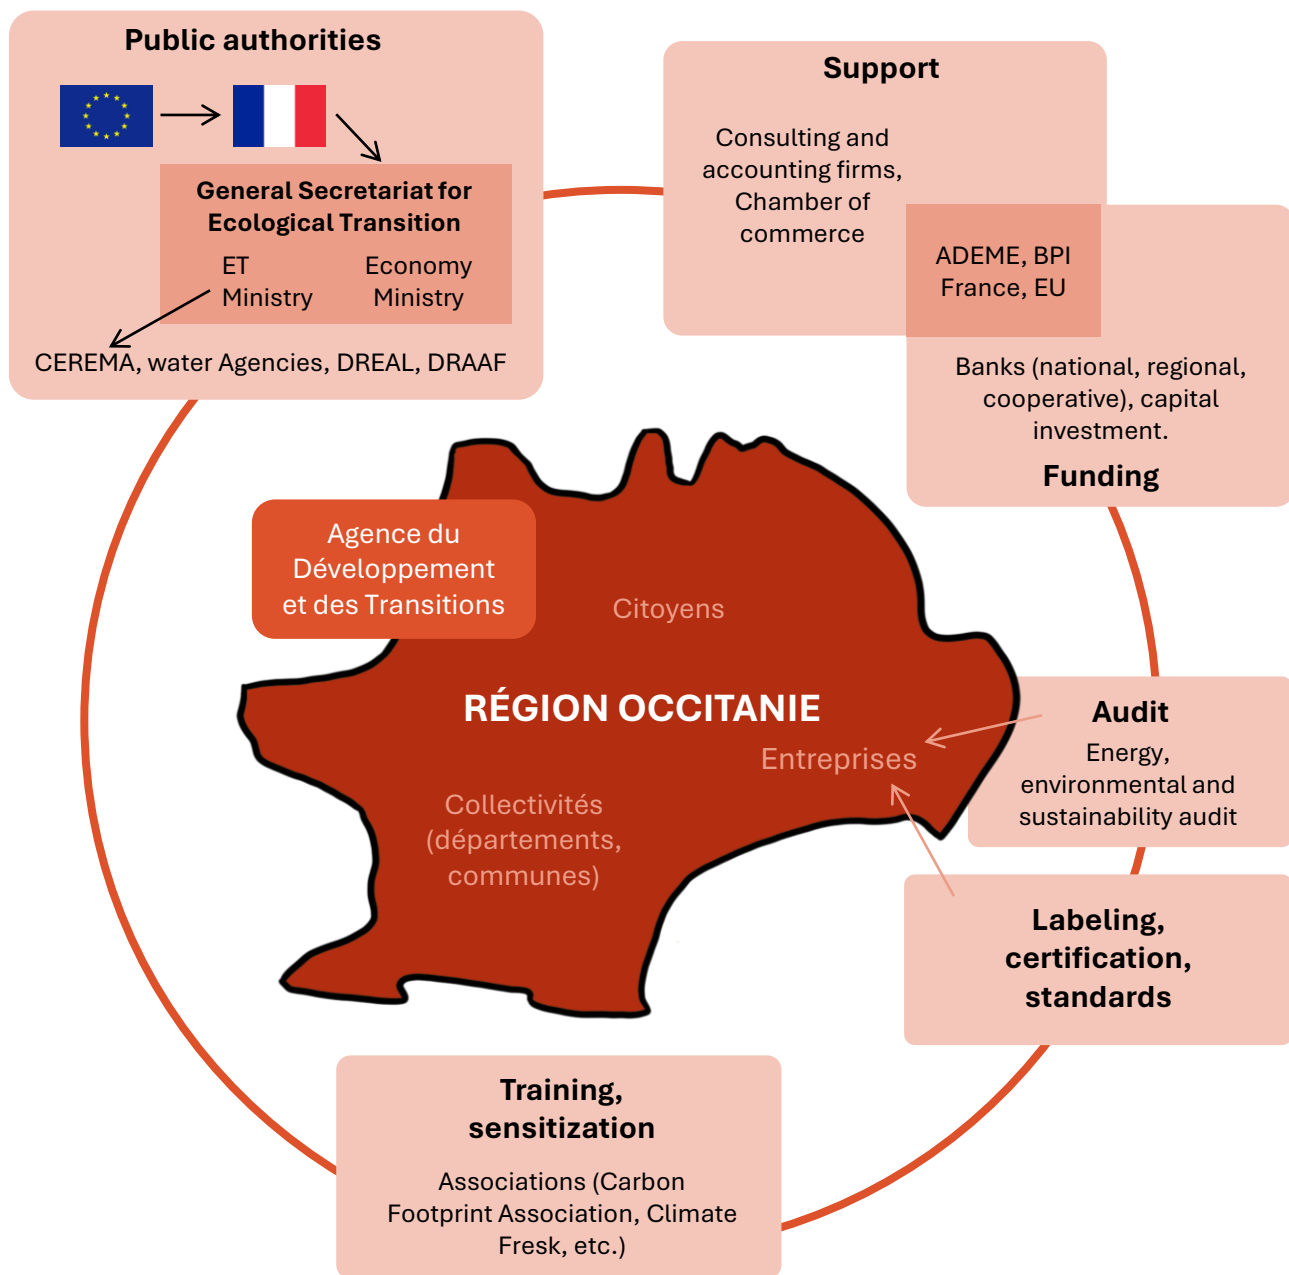 Public authorities
General Secretariat for
Ecological Transition
ET
Ministry
Economy
Ministry
CEREMA, water Agencies, DREAL, DRAAF
Support
Consulting and
accounting firms,
Chamber of
commerce
ADEME, BPI
France, EU
Banks (national, regional,
cooperative), capital
investment.
Funding
Agence du
Développement
et des Transitions
Citoyens
RÉGION OCCITANIE
Entreprises
Collectivités
(départements,
communes)
Audit
Energy,
environmental and
sustainability audit
Labeling,
certification,
standards
Training,
sensitization
Associations (Carbon
Footprint Association, Climate
Fresk, etc.)